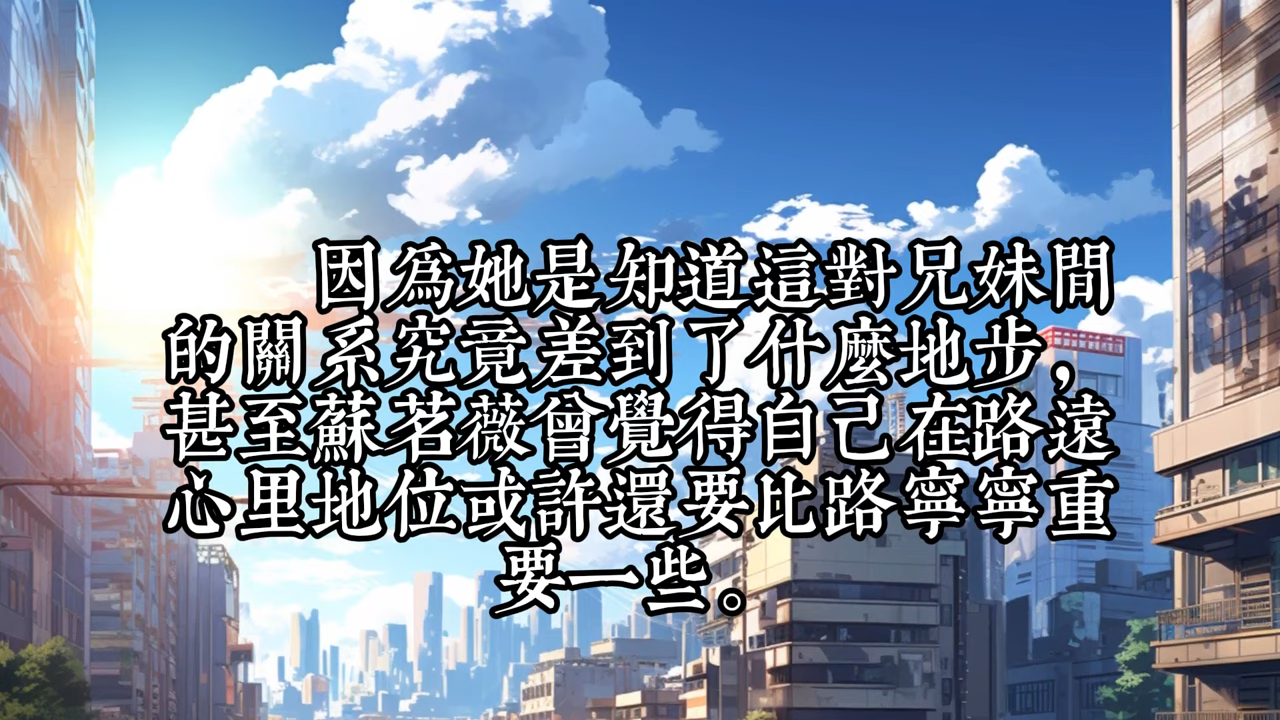 因爲她是知道這對兄妹間
的關系究竟差到了什麼地步，
甚至蘇茗薇曾覺得自己在路遠
心里地位或許還要比路寧寧重
要一些。